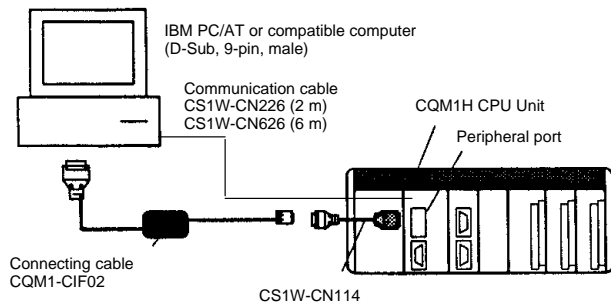 IBM PC/AT or compatible computer
(D-Sub, 9-pin, male)
Communication cable
CS1W-CN226 (2 m)
CS1W-CN626 (6 m)
CQM1H CPU Unit
Peripheral port
Connecting cable
CQM1-CIF02
CS1W-CN114